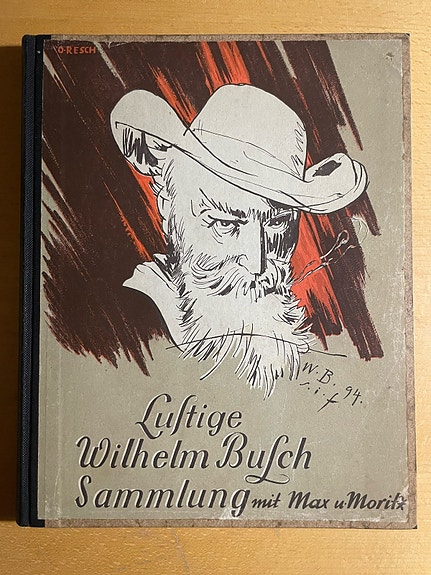 O.RESCH
W.B. 94.
s.i.f
Luſtige
Wilhelm Buſch
Sammlung mit Max u. Moritz